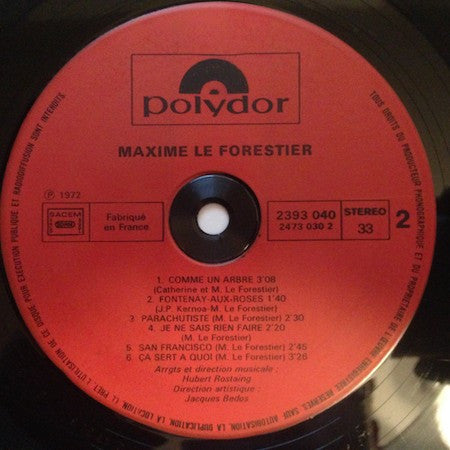 polydor
MAXIME LE FORESTIER
℗ 1972
SACEM
Fabriqué
en France
2393 040
2473 030 2
STEREO
33
2
1. COMME UN ARBRE 3'08
(Catherine et M. Le Forestier)
2. FONTENAY-AUX-ROSES 1'40
(J.P. Kernoa-M. Le Forestier)
3. PARACHUTISTE (M. Le Forestier) 2'30
4. JE NE SAIS RIEN FAIRE 2'20
(M. Le Forestier)
5. SAN FRANCISCO (M. Le Forestier) 2'45
6. ÇA SERT A QUOI (M. Le Forestier) 3'26
Arrgts et direction musicale :
Hubert Rostaing
Direction artistique :
Jacques Bedos
TOUS DROITS DU PRODUCTEUR PHONOGRAPHIQUE ET DU PROPRIETAIRE DE L'ŒUVRE ENREGISTREE RESERVES. SAUF AUTORISATION, LA DUPLICATION, LA LOCATION, LE PRET, L'UTILISATION DE CE DISQUE POUR EXECUTION PUBLIQUE ET RADIODIFFUSION SONT INTERDITS.